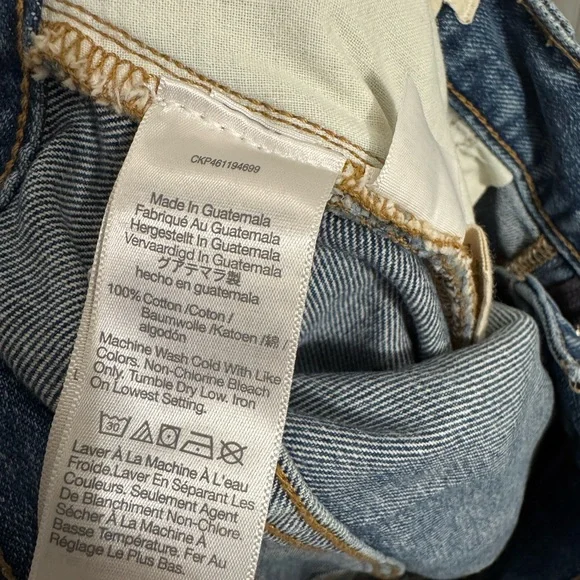 CKP461194699
Made In Guatemala
Fabriqué Au Guatemala
Hergestellt In Guatemala
Vervaardigd In Guatemala
グアテマラ製
hecho en guatemala
100% Cotton /Coton /
Baumwolle /Katoen /綿 /
algodón
Machine Wash Cold With Like
Colors. Non-Chlorine Bleach
Only. Tumble Dry Low. Iron
On Lowest Setting.
30
Laver À La Machine À L'eau
Froide.Laver En Séparant Les
Couleurs. Seulement Agent
De Blanchiment Non-Chlore.
Sécher À La Machine À
Basse Température. Fer Au
Réglage Le Plus Bas.